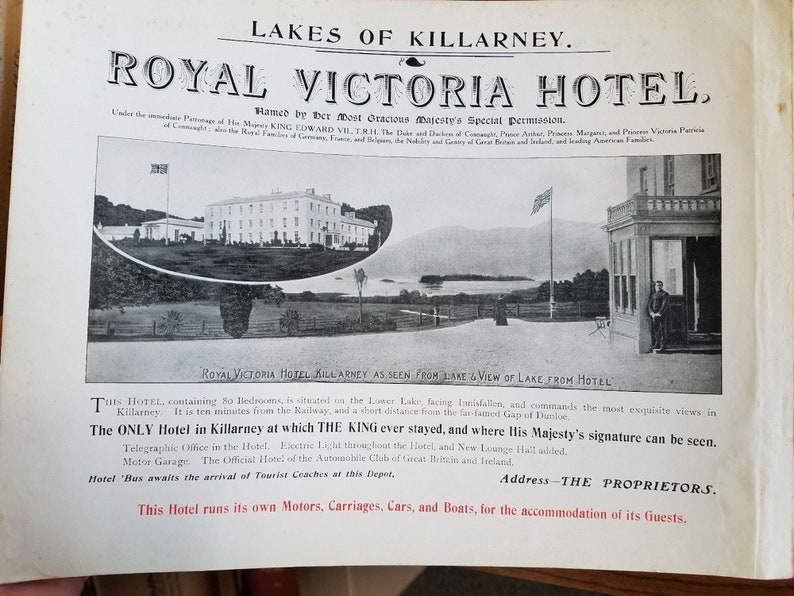 LAKES OF KILLARNEY.
ROYAL VICTORIA HOTEL,
Named by Her Most Gracious Majesty's Special Permission.
Under the immediate Patronage of His Majesty KING EDWARD VII., T.R.H. The Duke and Duchess of Connaught, Prince Arthur, Princess Margaret, and Princess Victoria Patricia
of Connaught; also the Royal Families of Germany, France, and Belgium, the Nobility and Gentry of Great Britain and Ireland, and leading American Families.
ROYAL VICTORIA HOTEL, KILLARNEY AS SEEN FROM LAKE & VIEW OF LAKE FROM HOTEL
THIS HOTEL, containing 80 Bedrooms, is situated on the Lower Lake, facing Innisfallen, and commands the most exquisite views in
Killarney. It is ten minutes from the Railway, and a short distance from the far-famed Gap of Dunloe.
The ONLY Hotel in Killarney at which THE KING ever stayed, and where His Majesty's signature can be seen.
Telegraphic Office in the Hotel. Electric Light throughout the Hotel, and New Lounge Hall added.
Motor Garage. The Official Hotel of the Automobile Club of Great Britain and Ireland.
Hotel 'Bus awaits the arrival of Tourist Coaches at this Depot.
Address—THE PROPRIETORS.
This Hotel runs its own Motors, Carriages, Cars, and Boats, for the accommodation of its Guests.